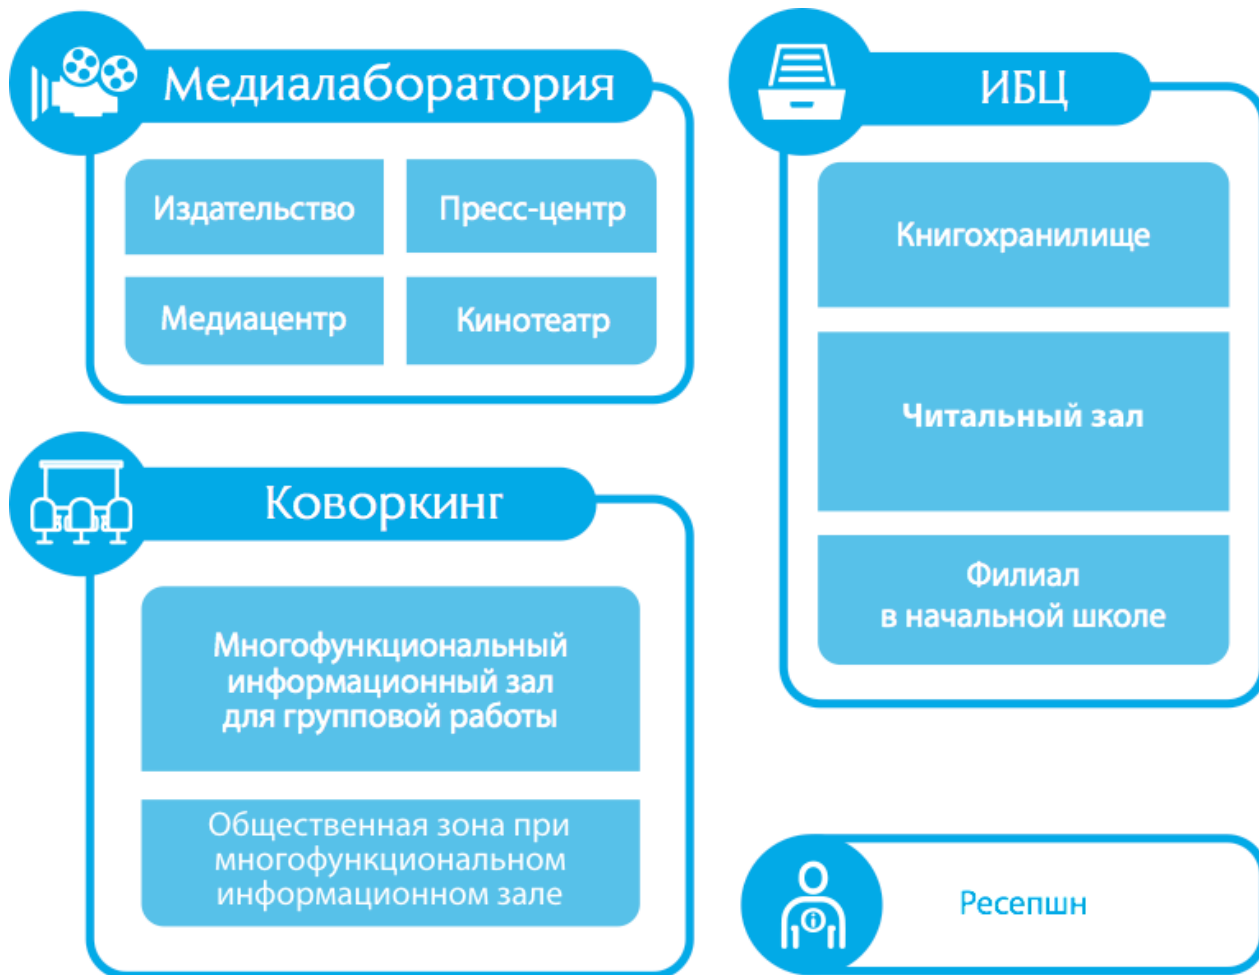 Медиалаборатория
Издательство
Пресс-центр
Медиацентр
Кинотеатр
Коворкинг
Многофункциональный
информационный зал
для групповой работы
Общественная зона при
многофункциональном
информационном зале
ИБЦ
Книгохранилище
Читальный зал
Филиал
в начальной школе
Ресепшн